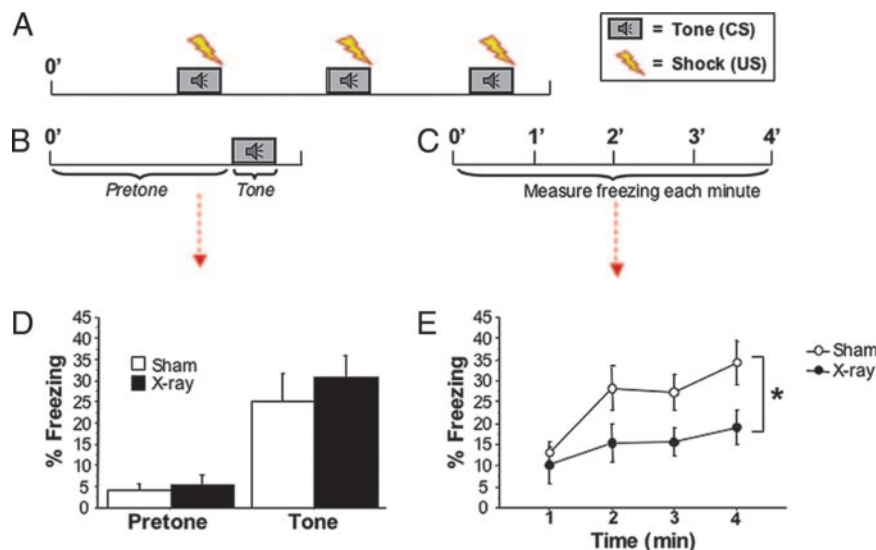 A
0'
= Tone (CS)
= Shock (US)
B
0'
Pretone
Tone
C
0' 1' 2' 3' 4'
Measure freezing each minute
D
45
40
35
30
25
20
15
10
5
0
% Freezing
Sham
X-ray
Pretone Tone
E
45
40
35
30
25
20
15
10
5
0
% Freezing
Sham
X-ray
*
1 2 3 4
Time (min)